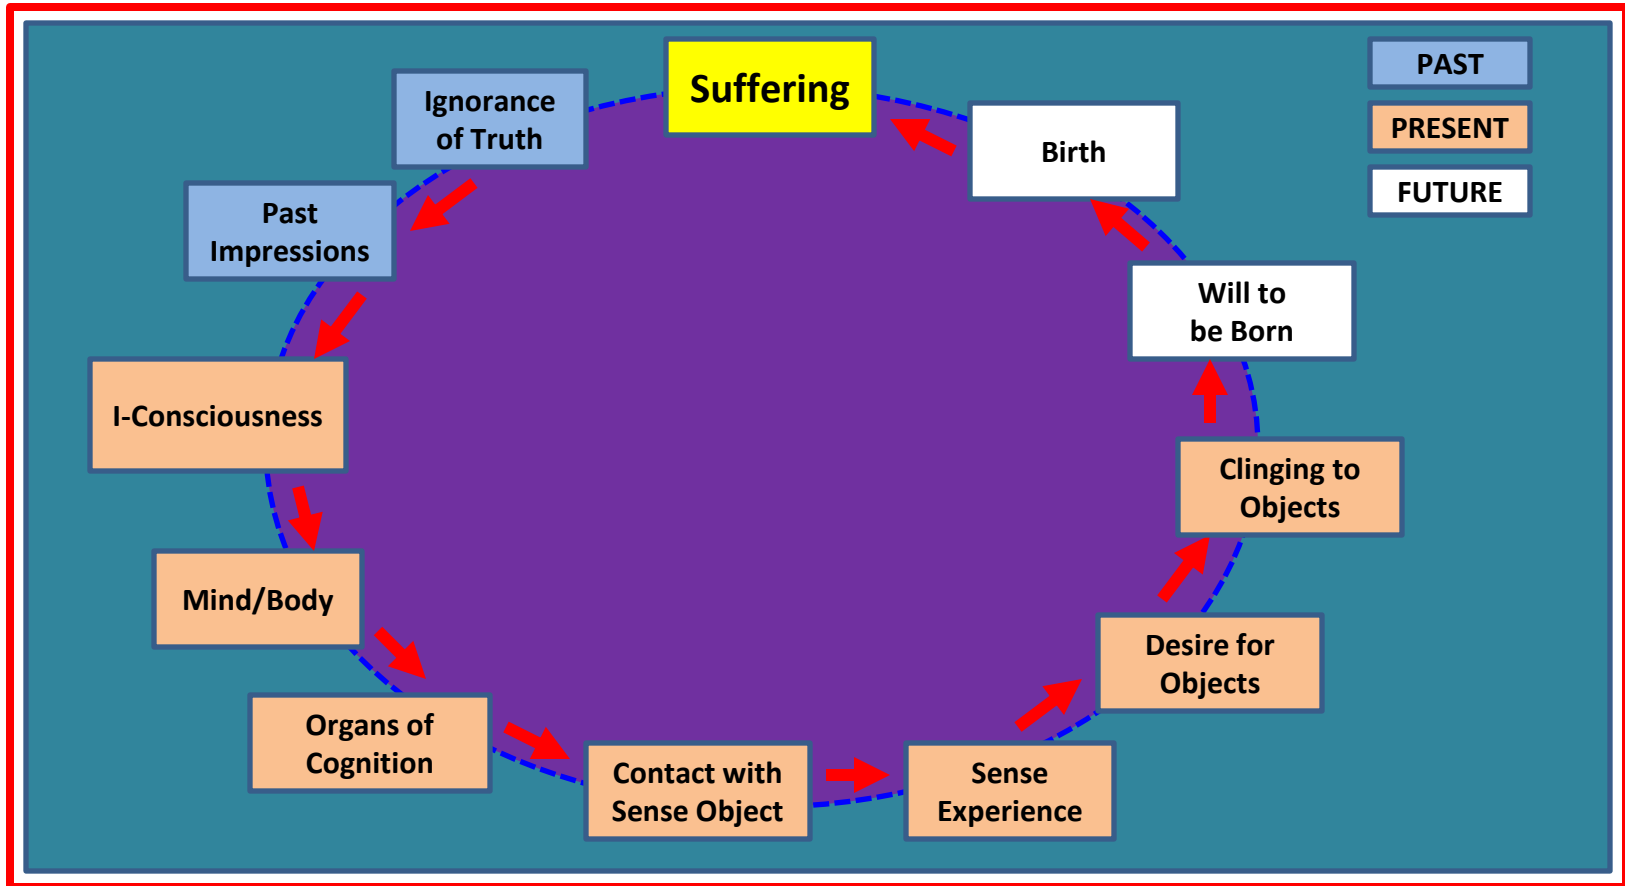 Suffering
Ignorance
of Truth
Past
Impressions
I-Consciousness
Mind/Body
Organs of
Cognition
Contact with
Sense Object
Sense
Experience
Desire for
Objects
Clinging to
Objects
Will to
be Born
Birth
PAST
PRESENT
FUTURE